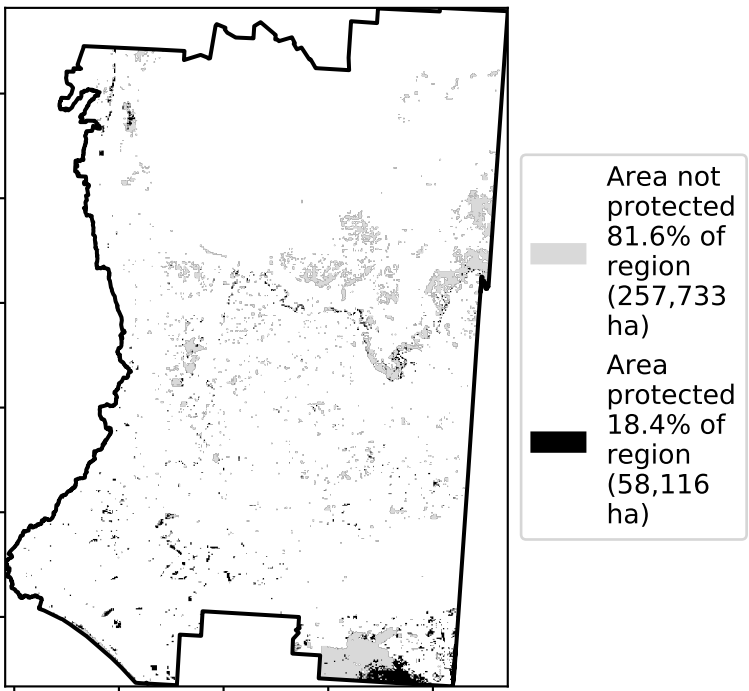 Area not
protected
81.6% of
region
(257,733
ha)
Area
protected
18.4% of
region
(58,116
ha)